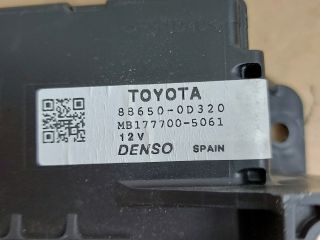 TOYOTA
88650-0D320
MB177700-5061
12V
DENSO SPAIN